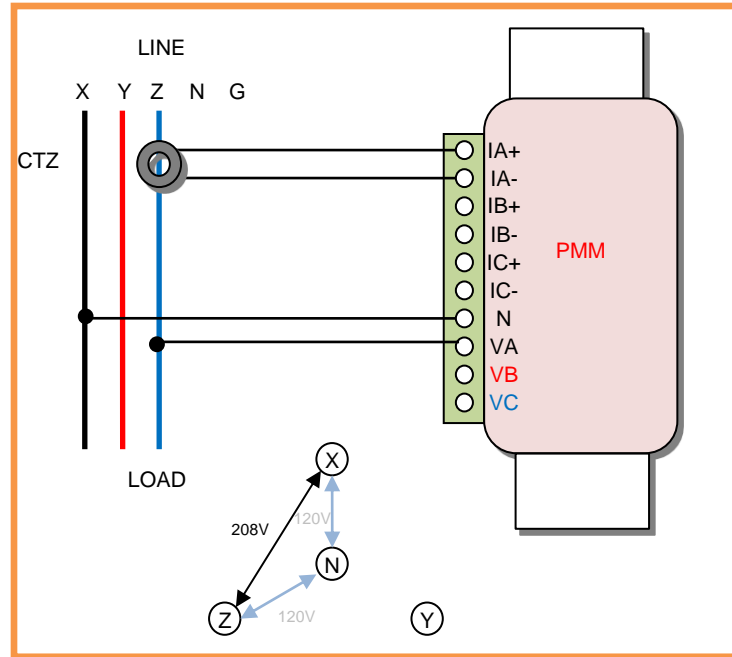 LINE
X Y Z N G
CTZ
IA+
IA-
IB+
IB-
IC+
IC-
N
VA
VB
VC
PMM
LOAD
X
208V
120V
N
Z
120V
Y